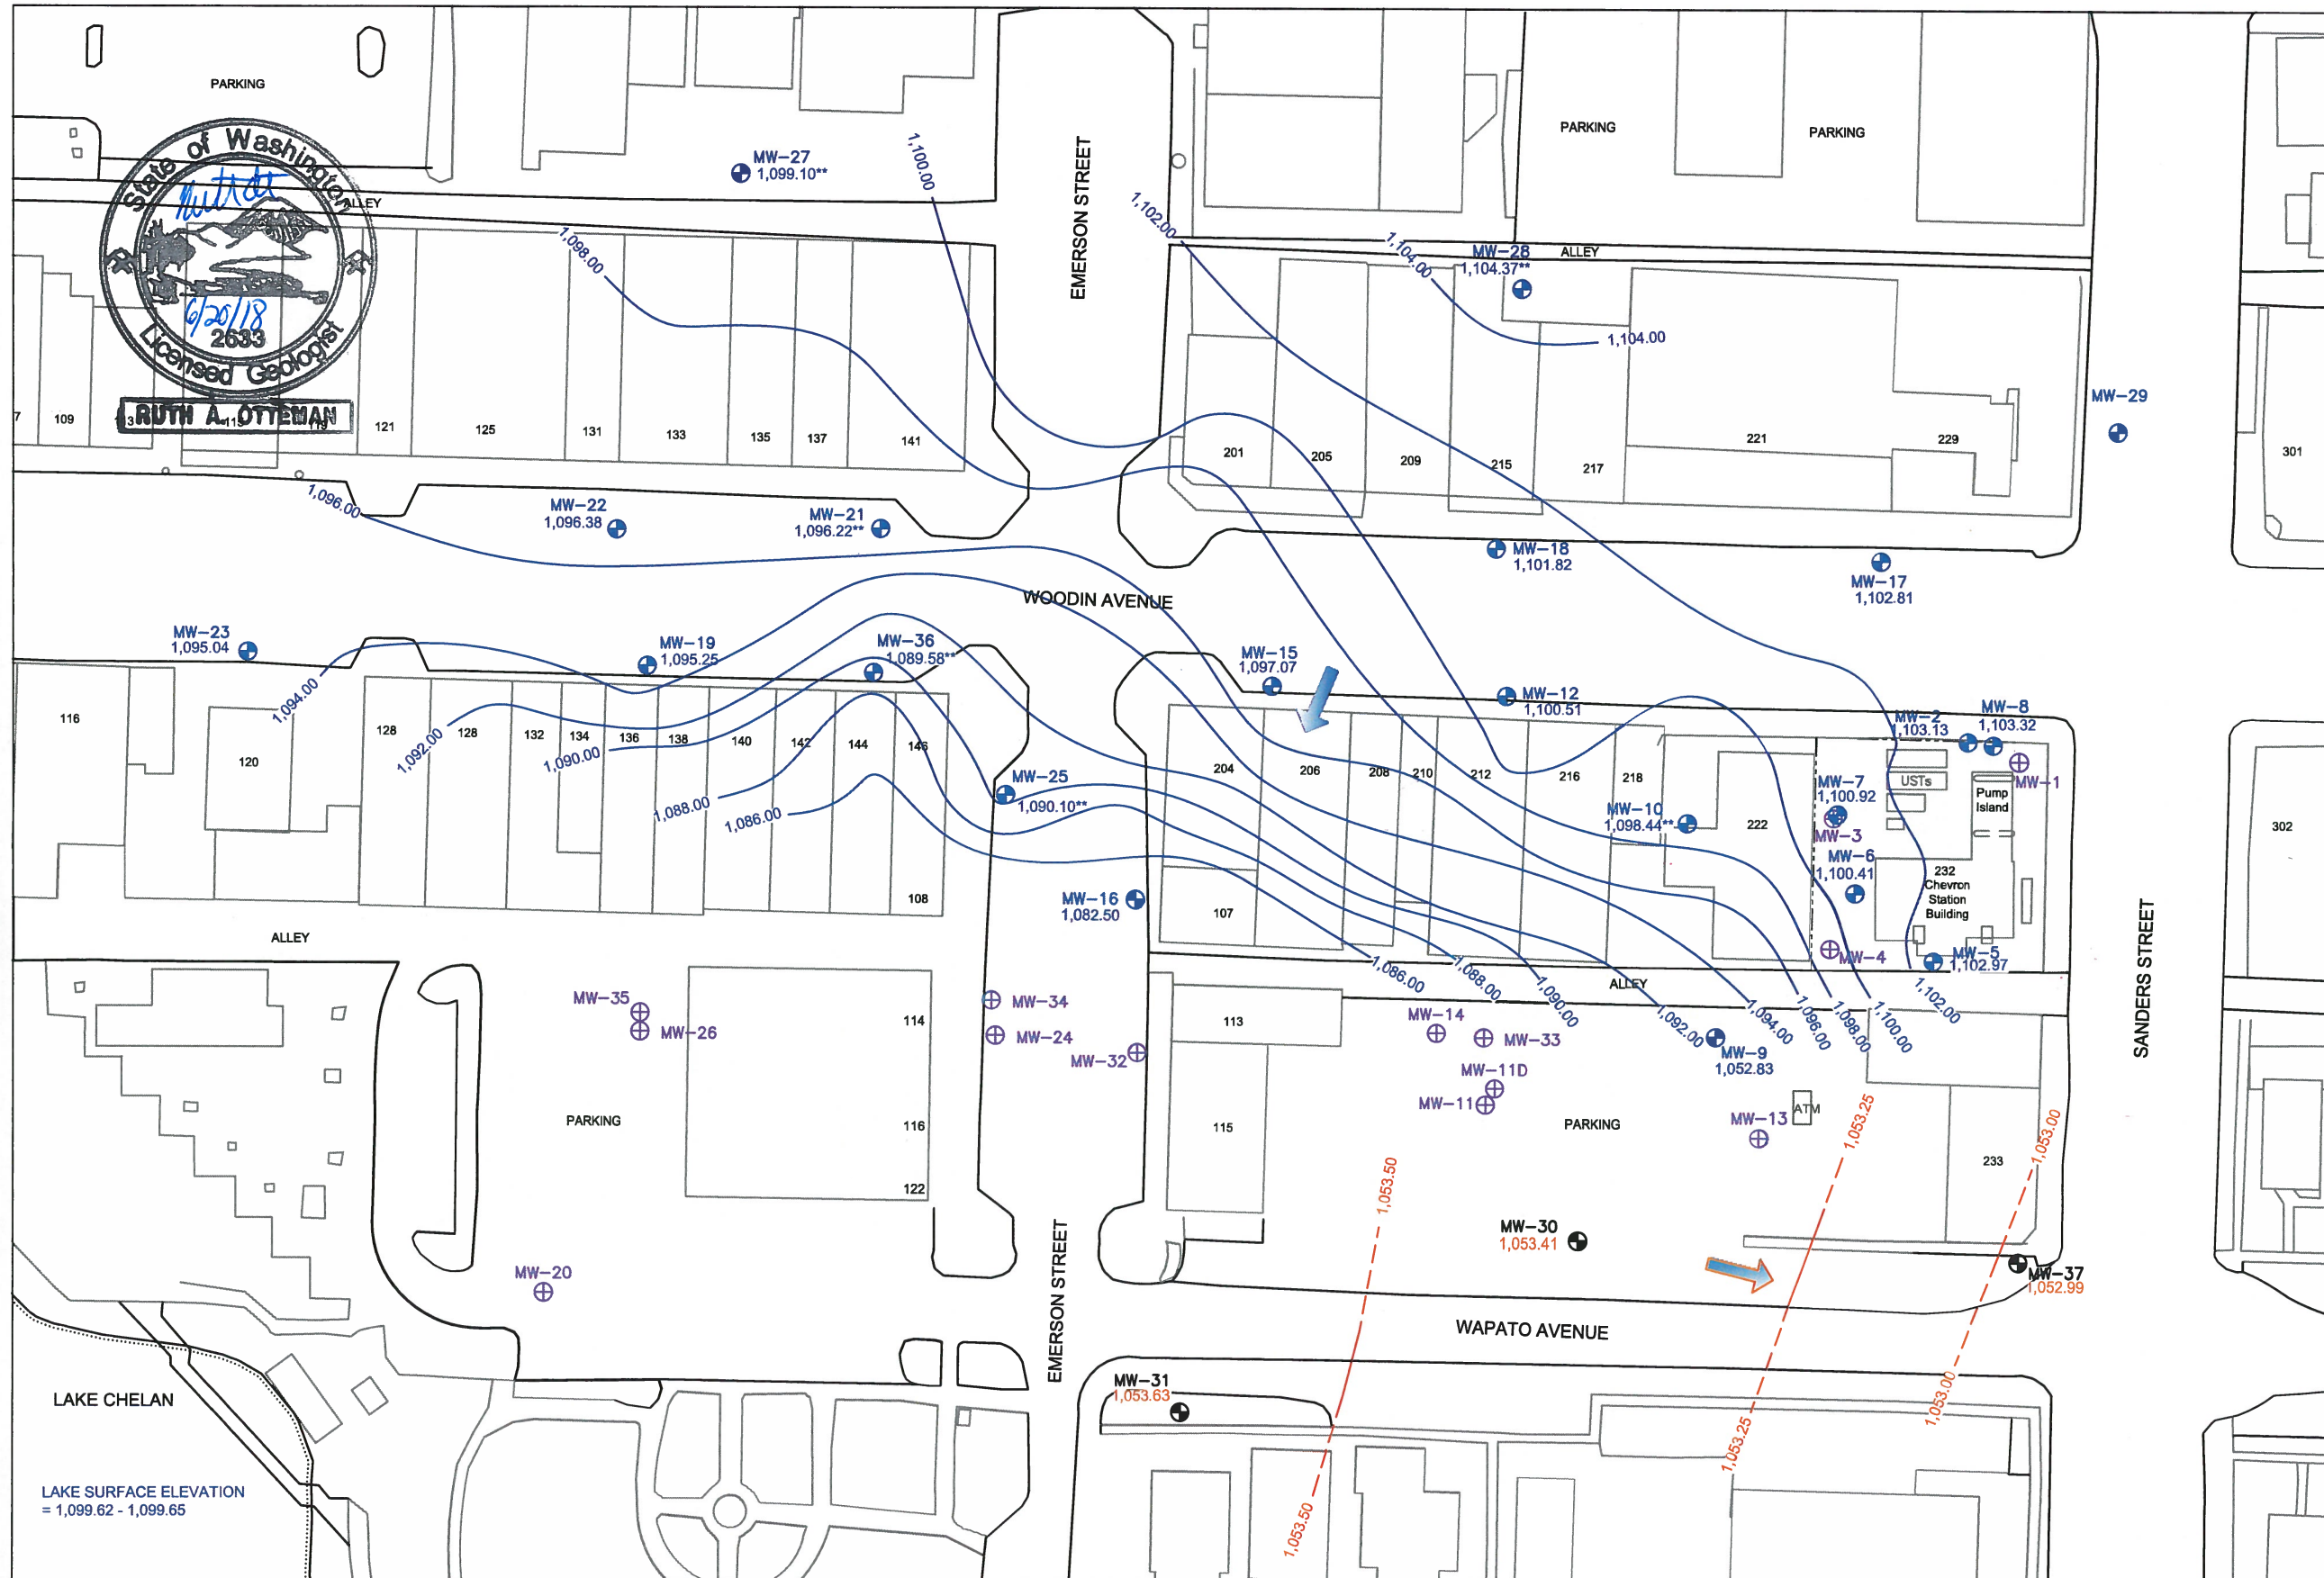 PARKING
State of Washington
6/20/18
2633
Licensed Geologist
RUTH A. OTTEMAN
ALLEY
MW-27
1,099.10**
1,100.00
EMERSON STREET
1,102.00
PARKING
PARKING
1,104.00
MW-28
1,104.37**
ALLEY
1,104.00
1,098.00
MW-29
109
121
125
131
133
135
137
141
201
205
209
215
217
221
229
301
1,096.00
MW-22
1,096.38
MW-21
1,096.22**
MW-18
1,101.82
MW-17
1,102.81
WOODIN AVENUE
MW-23
1,095.04
MW-19
1,095.25
MW-36
1,089.58**
MW-15
1,097.07
MW-12
1,100.51
MW-2
1,103.13
MW-8
1,103.32
MW-1
1,094.00
1,092.00
1,090.00
1,088.00
1,086.00
116
120
128
128
132
134
136
138
140
142
144
146
108
MW-25
1,090.10**
MW-16
1,082.50
204
206
208
210
212
216
218
222
107
MW-10
1,098.44**
MW-7
1,100.92
MW-3
MW-6
1,100.41
USTs
Pump
Island
232
Chevron
Station
Building
MW-4
MW-5
1,102.97
302
SANDERS STREET
ALLEY
ALLEY
1,086.00
1,088.00
1,090.00
1,092.00
1,094.00
1,096.00
1,098.00
1,100.00
1,102.00
MW-35
MW-26
MW-34
MW-24
MW-32
114
116
122
PARKING
113
115
MW-14
MW-33
MW-11D
MW-11
MW-9
1,052.83
MW-13
ATM
PARKING
233
1,053.50
1,053.25
1,053.00
MW-30
1,053.41
MW-37
1,052.99
MW-20
EMERSON STREET
WAPATO AVENUE
MW-31
1,053.63
1,053.50
1,053.25
1,053.00
LAKE CHELAN
LAKE SURFACE ELEVATION
= 1,099.62 - 1,099.65